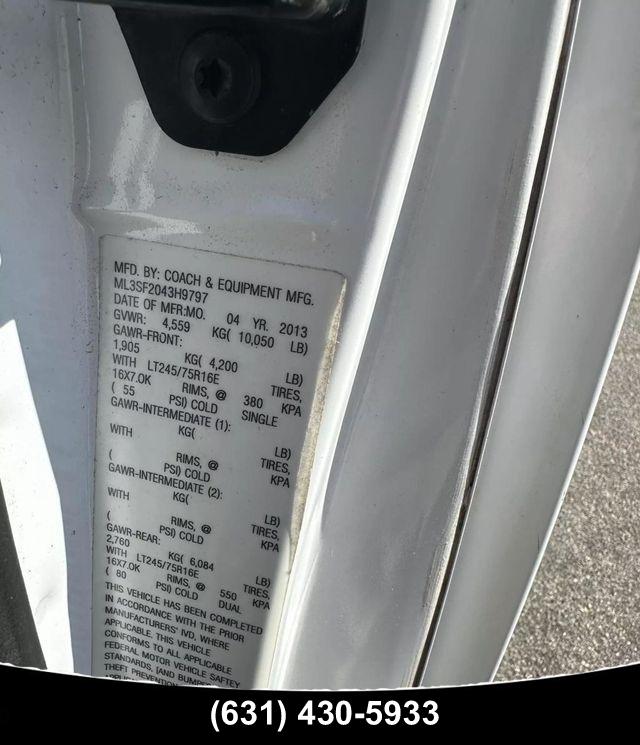 MFD. BY: COACH & EQUIPMENT MFG.
ML3SF2043H9797
DATE OF MFR:MO. 04 YR. 2013
GVWR: 4,559 KG( 10,050 LB)
GAWR-FRONT:
1,905 KG( 4,200 LB)
WITH LT245/75R16E TIRES,
16X7.0K RIMS, @ 380 KPA
( 55 PSI) COLD SINGLE
GAWR-INTERMEDIATE (1):
KG( LB)
WITH TIRES,
RIMS, @ KPA
( PSI) COLD
GAWR-INTERMEDIATE (2):
KG( LB)
WITH TIRES,
RIMS, @ KPA
( PSI) COLD
GAWR-REAR:
2,760 KG( 6,084 LB)
WITH LT245/75R16E TIRES,
16X7.0K RIMS, @ 550 KPA
( 80 PSI) COLD DUAL
THIS VEHICLE HAS BEEN COMPLETED
IN ACCORDANCE WITH THE PRIOR
MANUFACTURERS' IVD, WHERE
APPLICABLE. THIS VEHICLE
CONFORMS TO ALL APPLICABLE
FEDERAL MOTOR VEHICLE SAFTEY
STANDARDS, [AND BUMPER
THEFT PREVENTION
(631) 430-5933